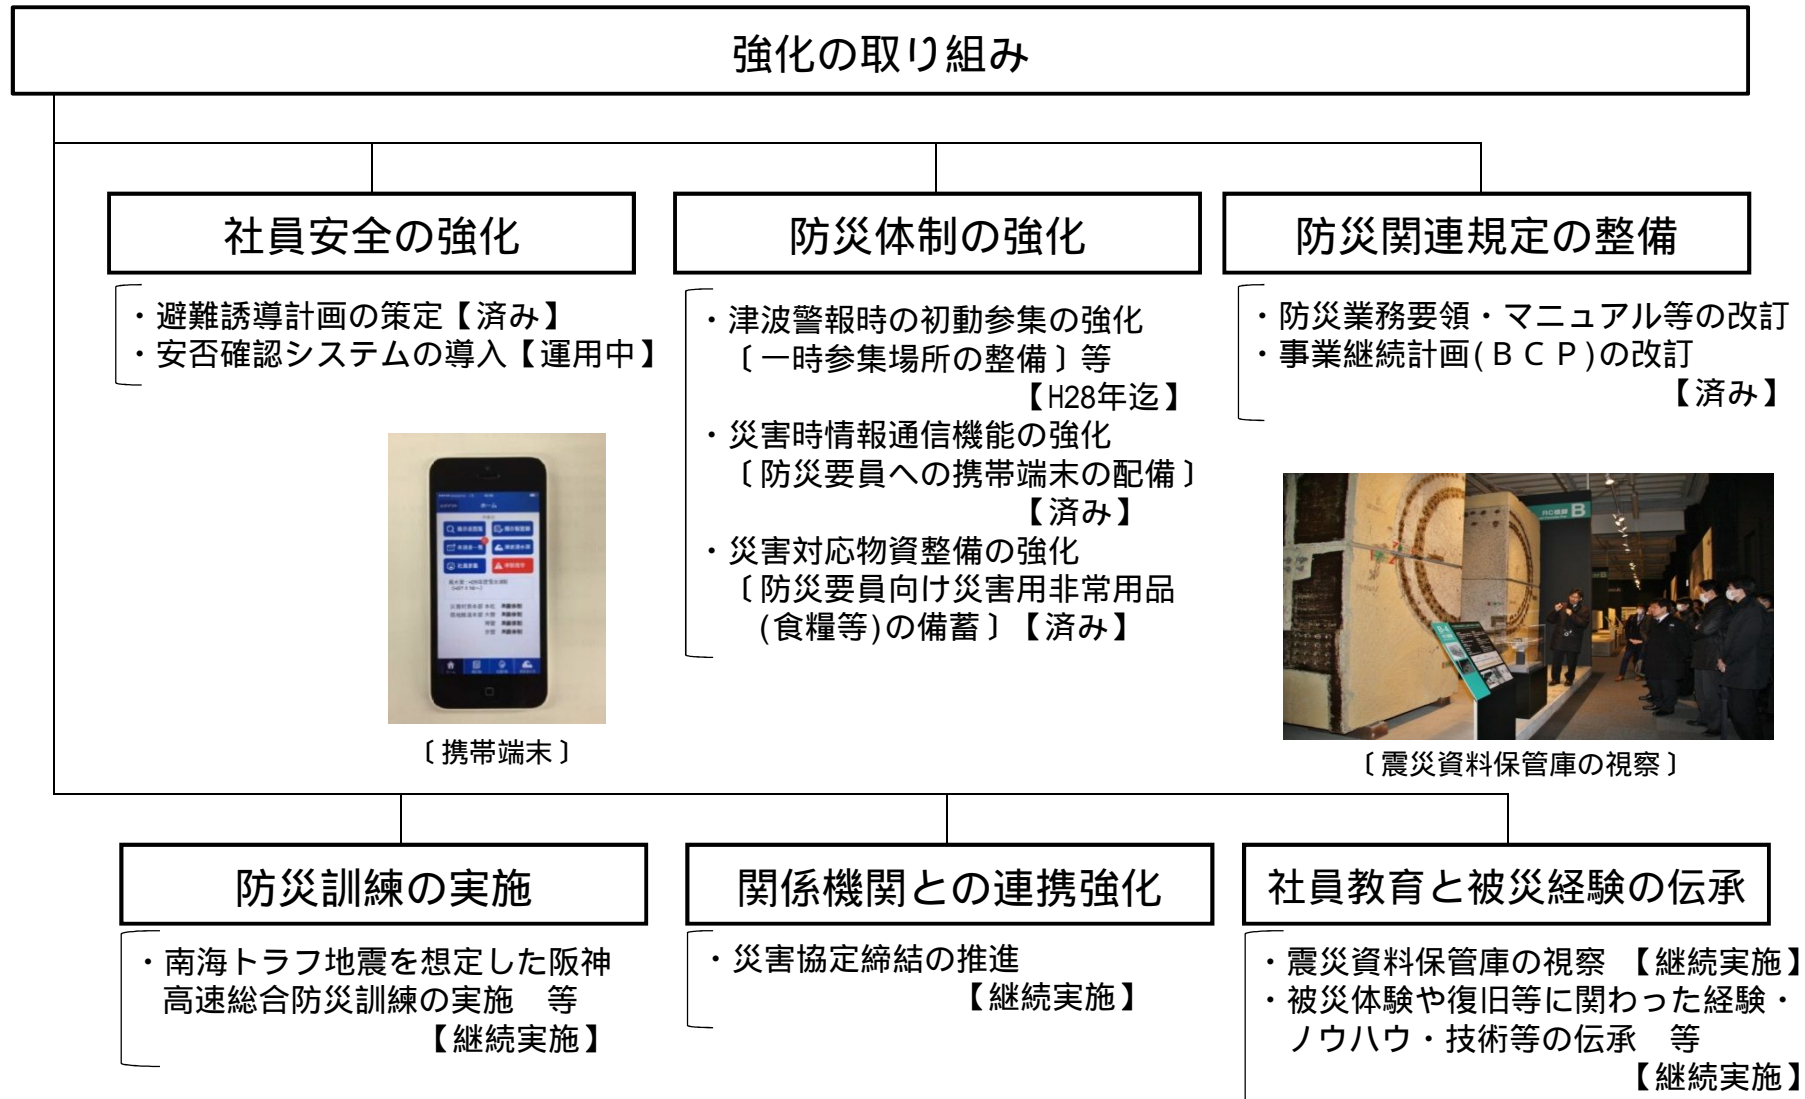 強化の取り組み
社員安全の強化
・避難誘導計画の策定【済み】
・安否確認システムの導入【運用中】
〔携帯端末〕
防災体制の強化
・津波警報時の初動参集の強化
〔一時参集場所の整備〕等
【H28年迄】
・災害時情報通信機能の強化
〔防災要員への携帯端末の配備〕
【済み】
・災害対応物資整備の強化
〔防災要員向け災害用非常用品
(食糧等)の備蓄〕【済み】
防災関連規定の整備
・防災業務要領・マニュアル等の改訂
・事業継続計画(ＢＣＰ)の改訂
【済み】
RC橋脚 B
〔震災資料保管庫の視察〕
防災訓練の実施
・南海トラフ地震を想定した阪神
高速総合防災訓練の実施　等
【継続実施】
関係機関との連携強化
・災害協定締結の推進
【継続実施】
社員教育と被災経験の伝承
・震災資料保管庫の視察 【継続実施】
・被災体験や復旧等に関わった経験・
ノウハウ・技術等の伝承　等
【継続実施】